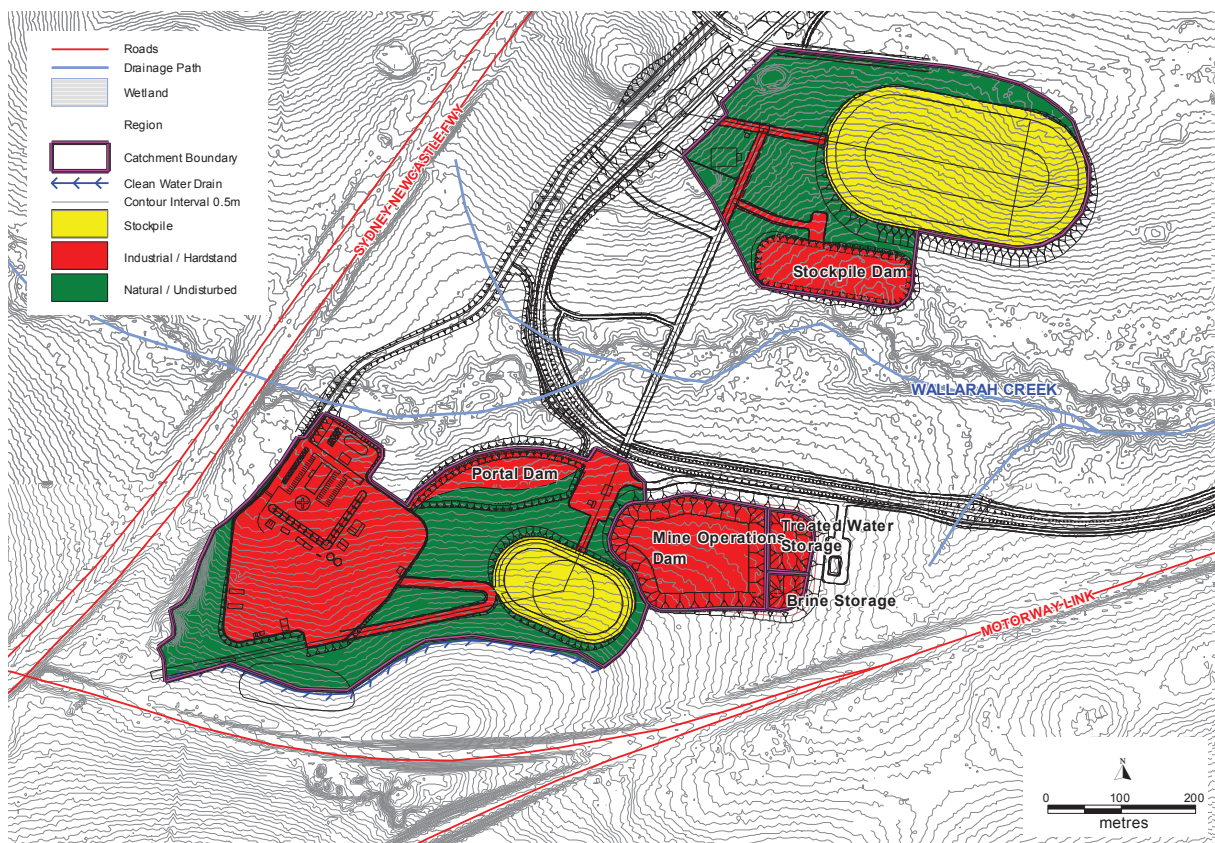 Roads
Drainage Path
Wetland
Region
Catchment Boundary
Clean Water Drain
Contour Interval 0.5m
Stockpile
Industrial / Hardstand
Natural / Undisturbed
SYDNEY-NEWCASTLE FW
Stockpile Dam
WALLARAH CREEK
Portal Dam
Mine Operations
Dam
Treated Water
Storage
Brine Storage
MOTORWAY LINK
N
0 100 200
metres